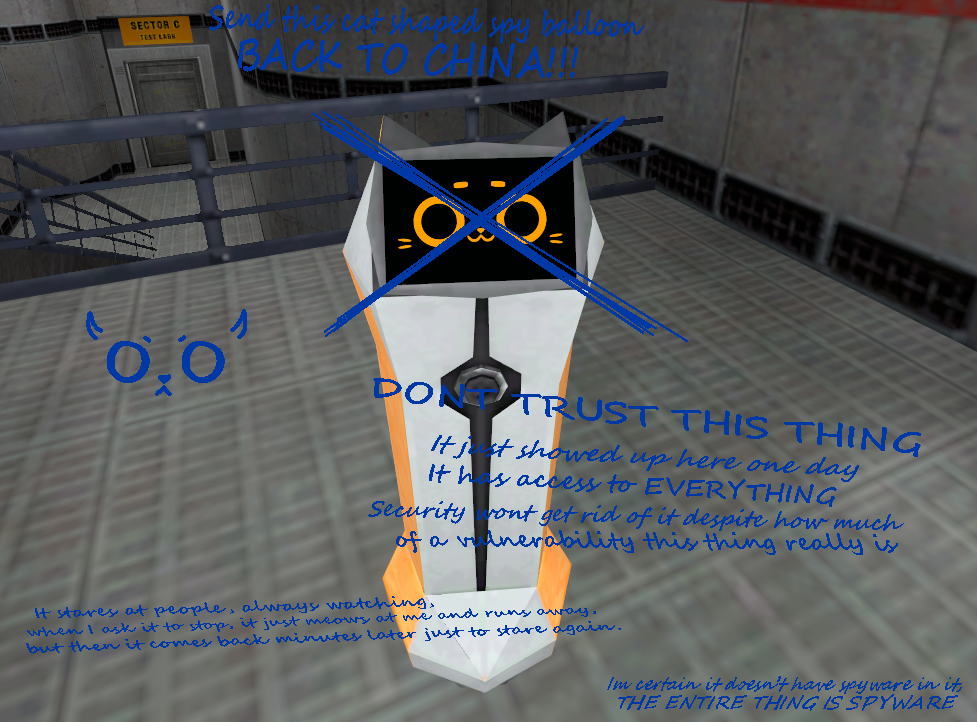 Send this cat shaped spy balloon
BACK TO CHINA!!!
SECTOR C
TEST LABS
DONT TRUST THIS THING
It just showed up here one day
It has access to EVERYTHING
Security wont get rid of it despite how much
of a vulnerability this thing really is
It stares at people, always watching,
when I ask it to stop, it just meows at me and runs away.
but then it comes back minutes later just to stare again.
Im certain it doesn't have spyware in it,
THE ENTIRE THING IS SPYWARE